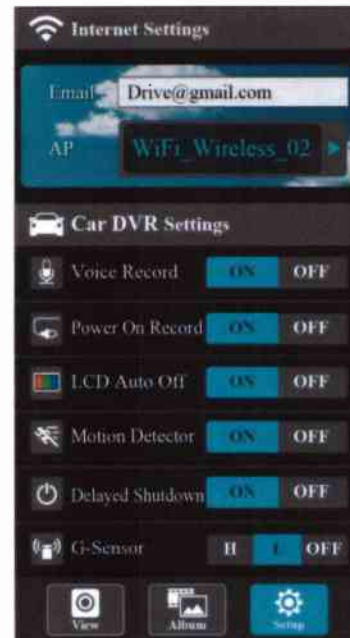 Internet Settings
Email Drive@gmail.com
AP WiFi_Wireless_02
Car DVR Settings
Voice Record ON OFF
Power On Record ON OFF
LCD Auto Off ON OFF
Motion Detector ON OFF
Delayed Shutdown ON OFF
G-Sensor H L OFF
View Album Setup